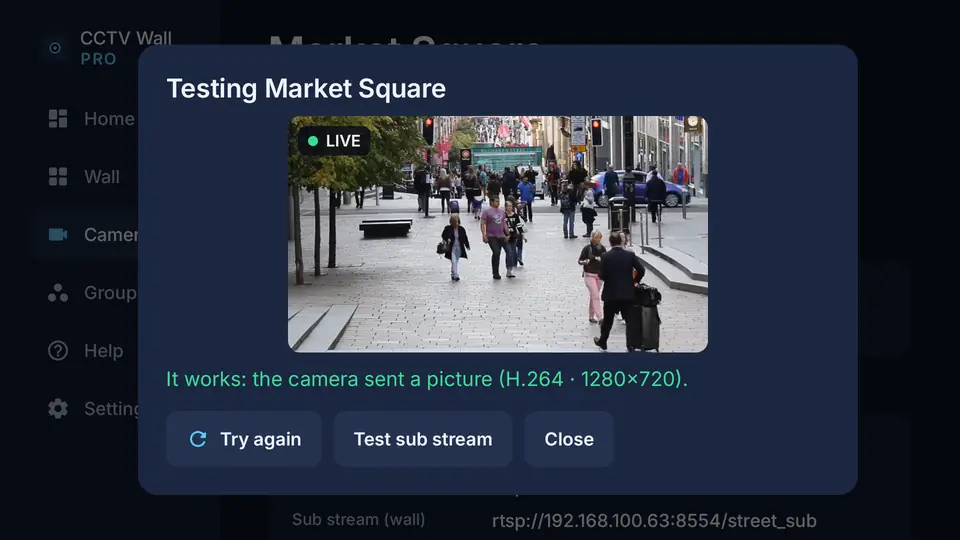 CCTV Wall
PRO
Market Square
Home
Wall
Camer
Group
Help
Setting
Testing Market Square
LIVE
It works: the camera sent a picture (H.264 · 1280×720).
Try again
Test sub stream
Close
Sub stream (wall)
rtsp://192.168.100.63:8554/street_sub